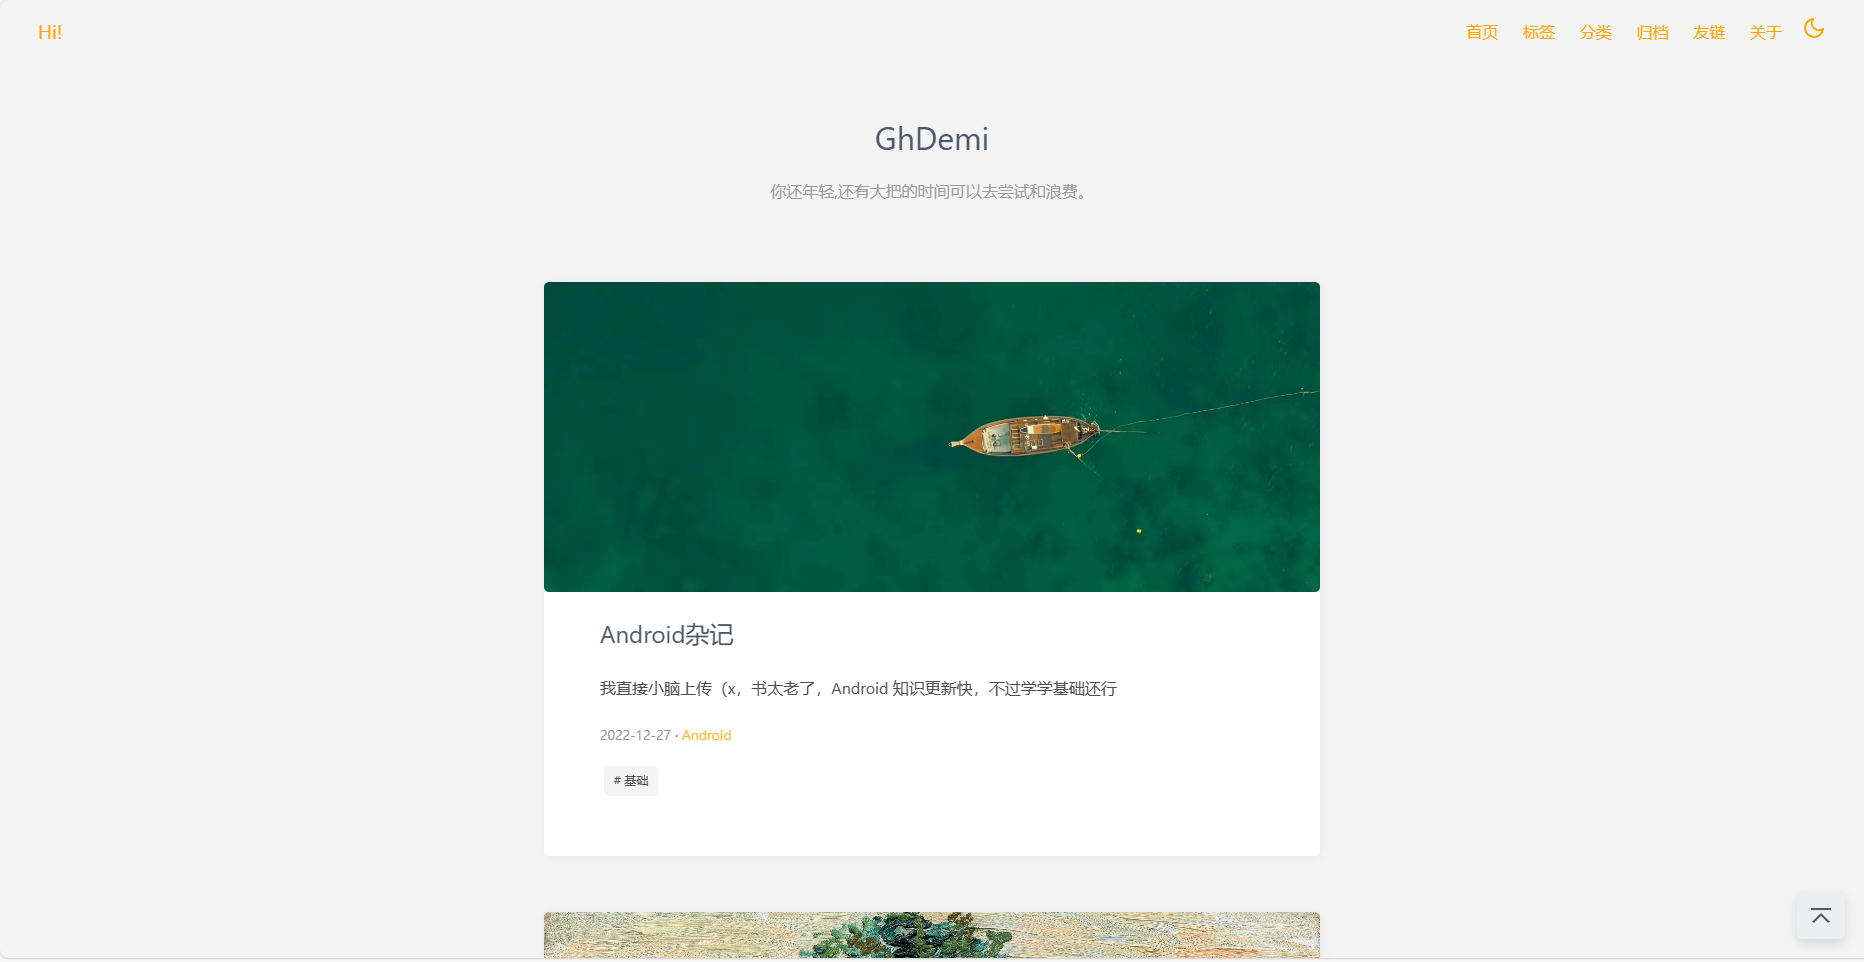 Hi!
首页 标签 分类 归档 友链 关于
GhDemi
你还年轻,还有大把的时间可以去尝试和浪费。
Android杂记
我直接小脑上传（x，书太老了，Android 知识更新快，不过学学基础还行
2022-12-27 · Android
# 基础